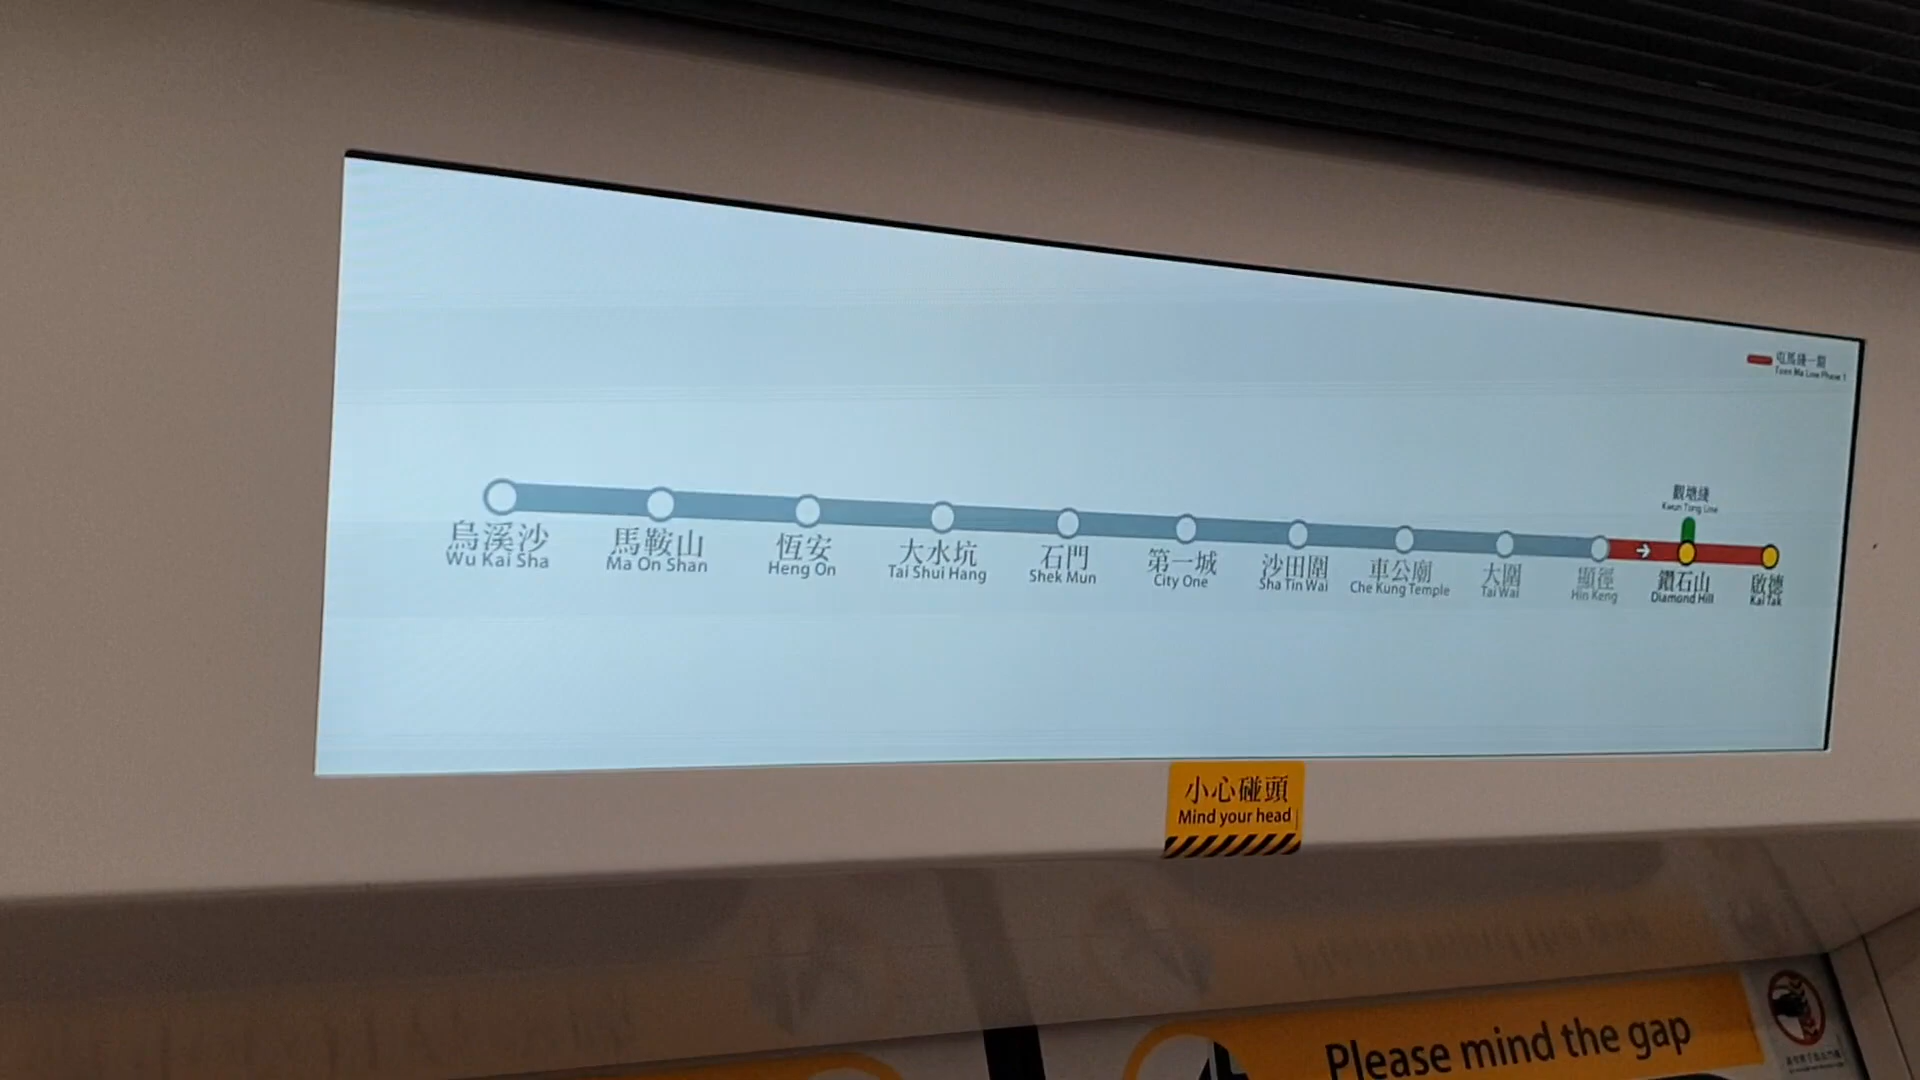 屯馬綫一期
Tuen Ma Line Phase 1
觀塘綫
Kwun Tong Line
烏溪沙
Wu Kai Sha
馬鞍山
Ma On Shan
恆安
Heng On
大水坑
Tai Shui Hang
石門
Shek Mun
第一城
City One
沙田圍
Sha Tin Wai
車公廟
Che Kung Temple
大圍
Tai Wai
顯徑
Hin Keng
鑽石山
Diamond Hill
啟德
Kai Tak
小心碰頭
Mind your head
Please mind the gap